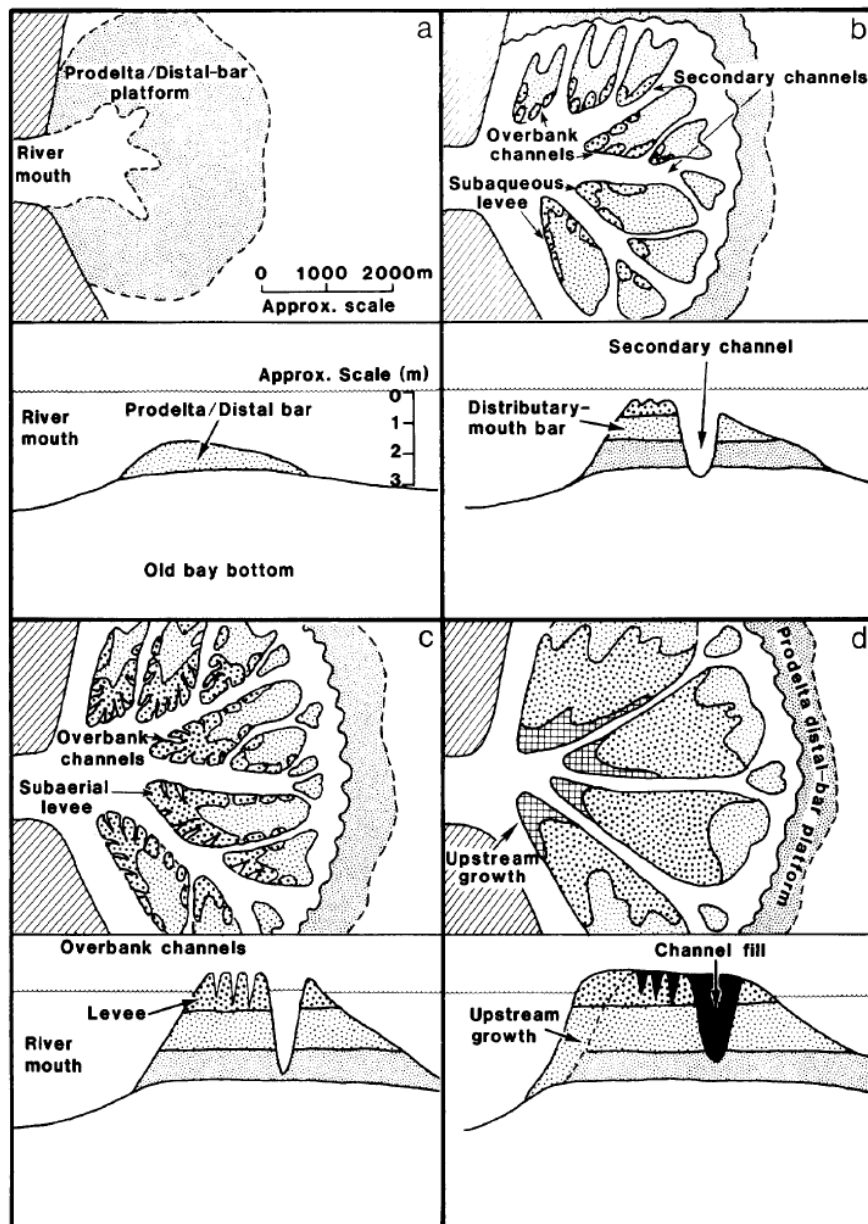 a
Prodelta/Distal-bar
platform
River
mouth
0 1000 2000m
Approx. scale
Approx. Scale (m)
0
1
2
3
River
mouth
Prodelta/Distal bar
Old bay bottom
b
Secondary channels
Overbank
channels
Subaqueous
levee
Secondary channel
Distributary-
mouth bar
c
Overbank
channels
Subaerial
levee
Overbank channels
Levee
River
mouth
d
Upstream
growth
Prodelta distal-bar platform
Channel fill
Upstream
growth